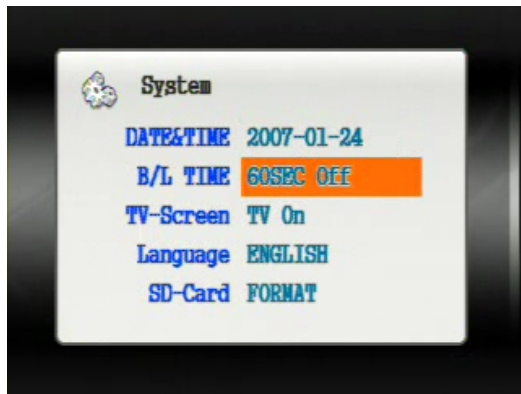 System
DATE&TIME 2007-01-24
B/L TIME 60SEC Off
TV-Screen TV On
Language ENGLISH
SD-Card FORMAT